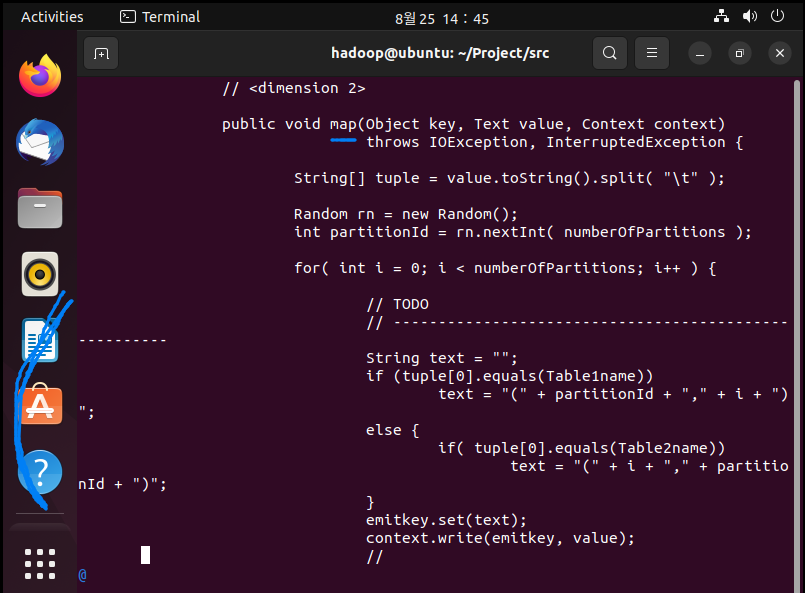 Activities
Terminal
8월 25 14 : 45
hadoop@ubuntu: ~/Project/src
// <dimension 2>
public void map(Object key, Text value, Context context)
throws IOException, InterruptedException {
String[] tuple = value.toString().split( "\t" );
Random rn = new Random();
int partitionId = rn.nextInt( numberOfPartitions );
for( int i = 0; i < numberOfPartitions; i++ ) {
// TODO
// --------------------------------------------
----------
String text = "";
if (tuple[0].equals(Table1name))
text = "(" + partitionId + "," + i + ")
";
else {
if( tuple[0].equals(Table2name))
text = "(" + i + "," + partitio
nId + ")";
}
emitkey.set(text);
context.write(emitkey, value);
//
@